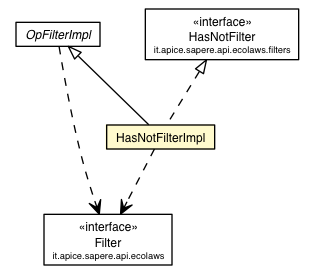 OpFilterImpl
«interface»
HasNotFilter
it.apice.sapere.api.ecolaws.filters
HasNotFilterImpl
«interface»
Filter
it.apice.sapere.api.ecolaws